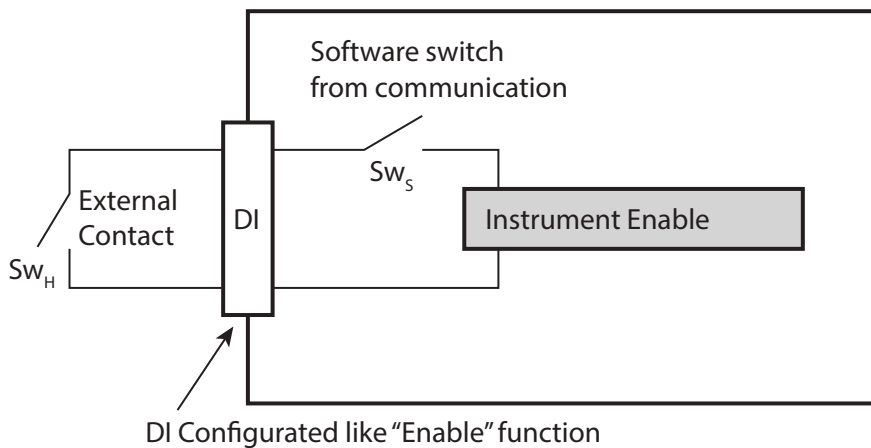 Software switch
from communication
Sw_S
External
Contact
DI
Instrument Enable
Sw_H
DI Configurated like “Enable” function